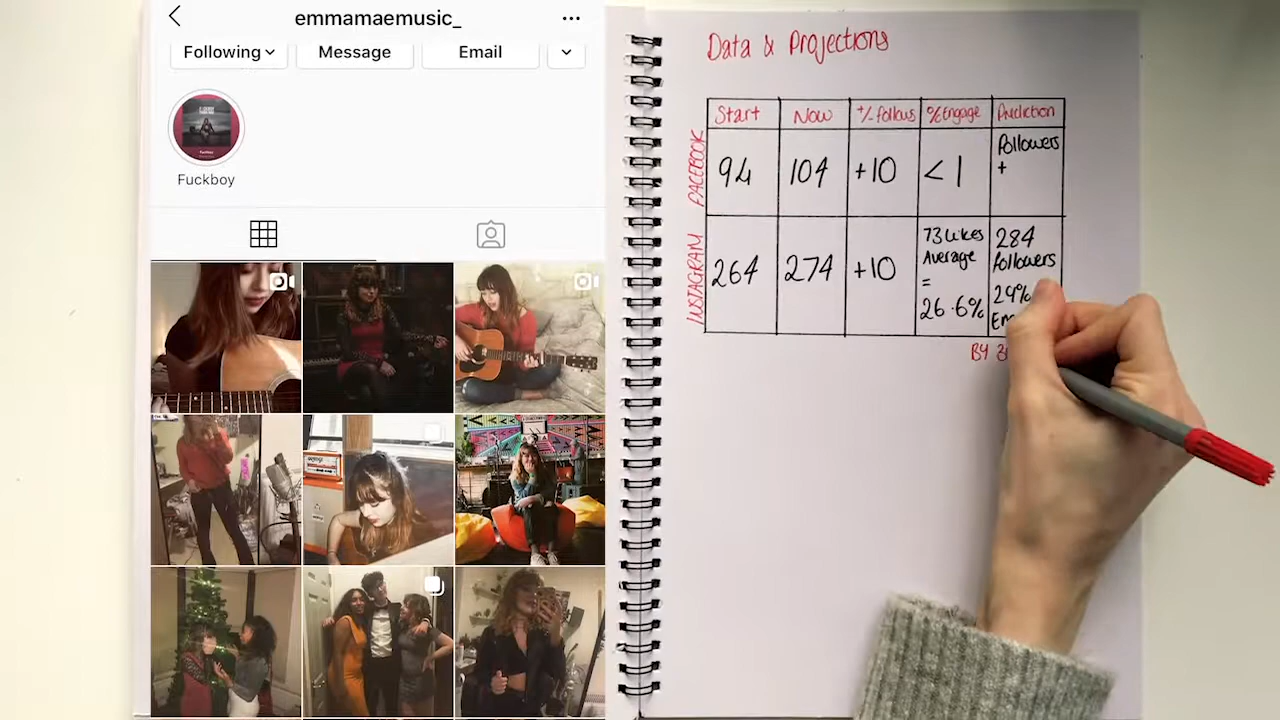 emmamaemusic_
Following
Message
Email
Fuckboy
Data & Projections
Start
Now
+/- follows
% Engage
Prediction
FACEBOOK
94
104
+10
< 1
Followers
+
INSTAGRAM
264
274
+10
73 likes
Average
=
26.6%
284
followers
24%
BY